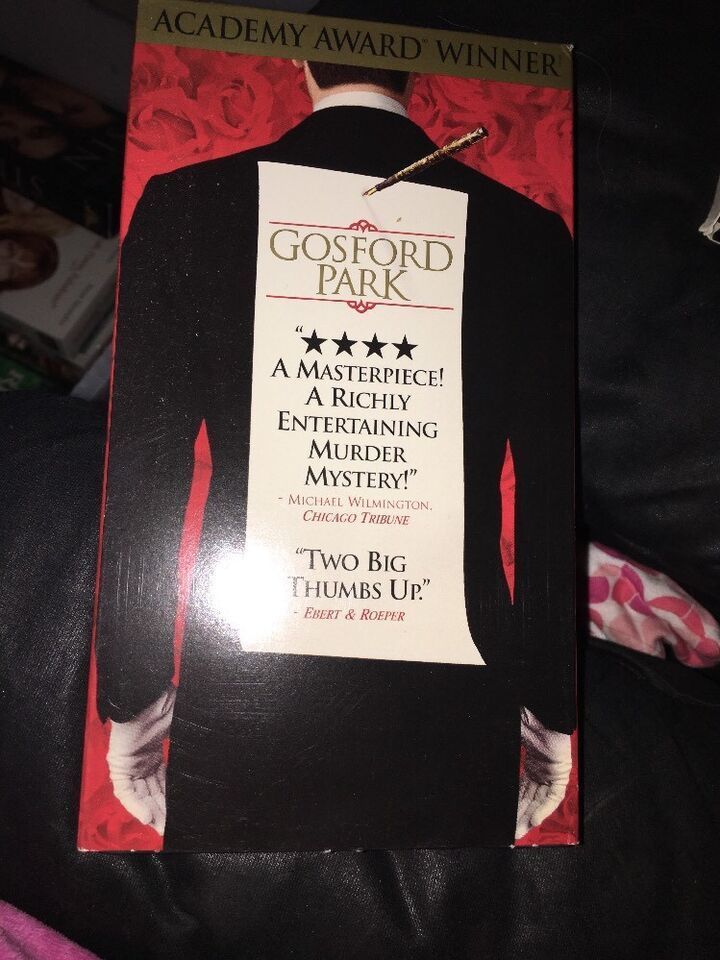 ACADEMY AWARD® WINNER
GOSFORD
PARK
"★★★★
A MASTERPIECE!
A RICHLY
ENTERTAINING
MURDER
MYSTERY!"
- MICHAEL WILMINGTON,
CHICAGO TRIBUNE
"TWO BIG
THUMBS UP."
- EBERT & ROEPER